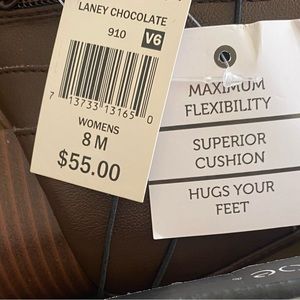 LANEY CHOCOLATE
910
V6
7 13733 13165 0
WOMENS
8 M
$55.00
MAXIMUM
FLEXIBILITY
SUPERIOR
CUSHION
HUGS YOUR
FEET